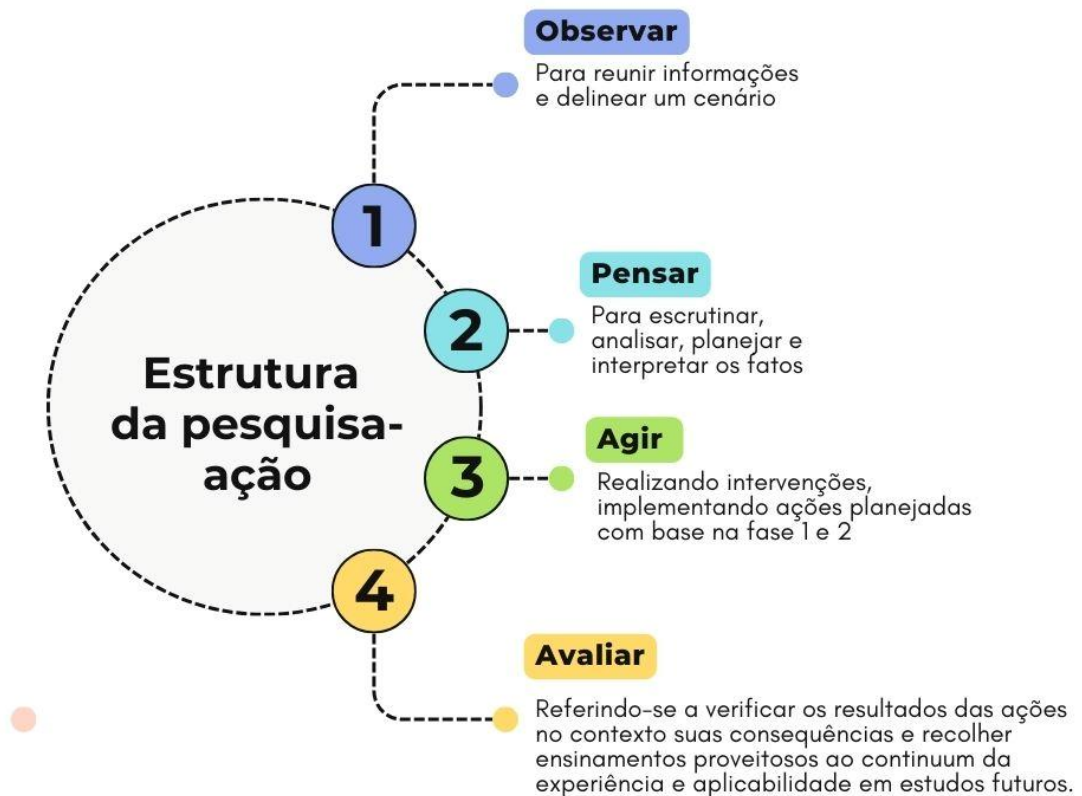 Observar
Para reunir informações
e delinear um cenário
1
2
Pensar
Para escrutinar,
analisar, planejar e
interpretar os fatos
Estrutura
da pesquisa-
ação
3
Agir
Realizando intervenções,
implementando ações planejadas
com base na fase 1 e 2
4
Avaliar
Referindo-se a verificar os resultados das ações
no contexto suas consequências e recolher
ensinamentos proveitosos ao continuum da
experiência e aplicabilidade em estudos futuros.